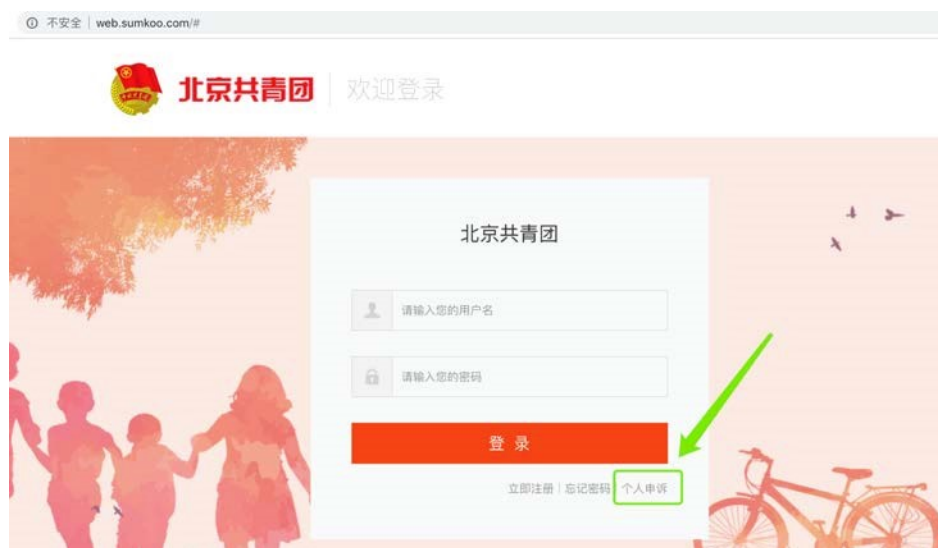 不安全 | web.sumkoo.com/#
北京共青团 欢迎登录
北京共青团
请输入您的用户名
请输入您的密码
登 录
立即注册 | 忘记密码 | 个人申诉